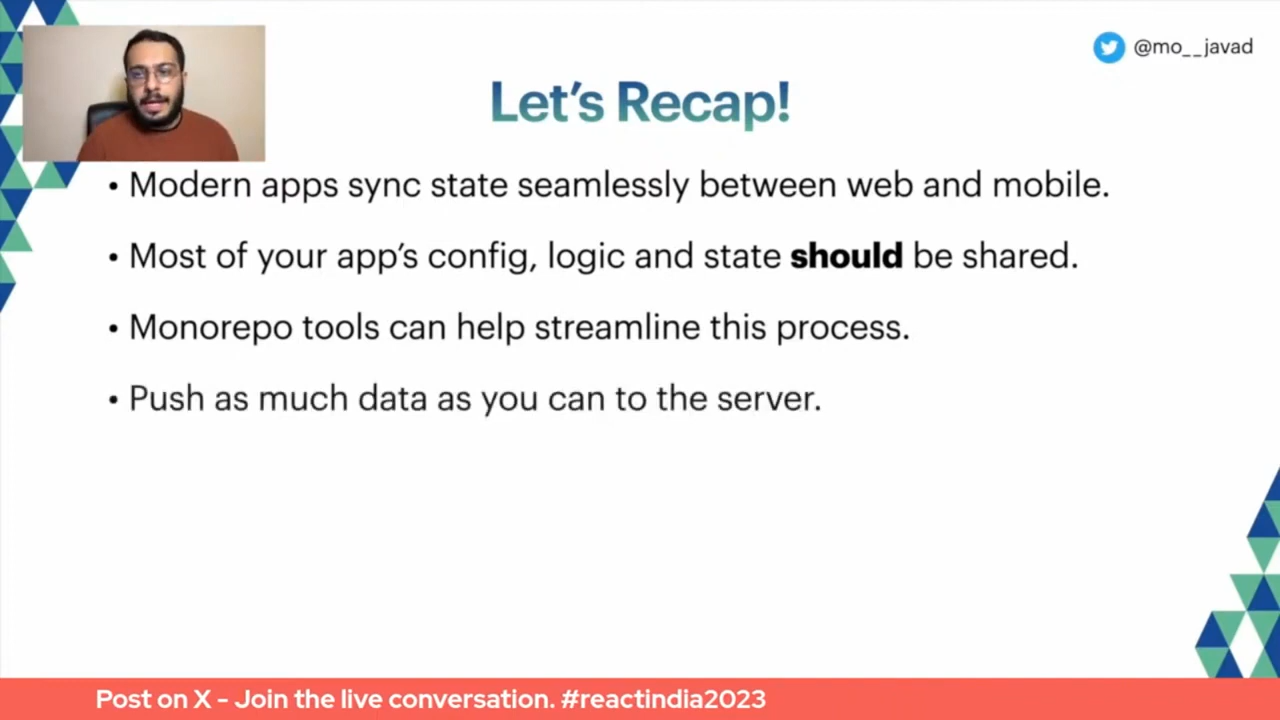 @mo__javad
Let's Recap!
• Modern apps sync state seamlessly between web and mobile.
• Most of your app's config, logic and state should be shared.
• Monorepo tools can help streamline this process.
• Push as much data as you can to the server.
Post on X - Join the live conversation. #reactindia2023